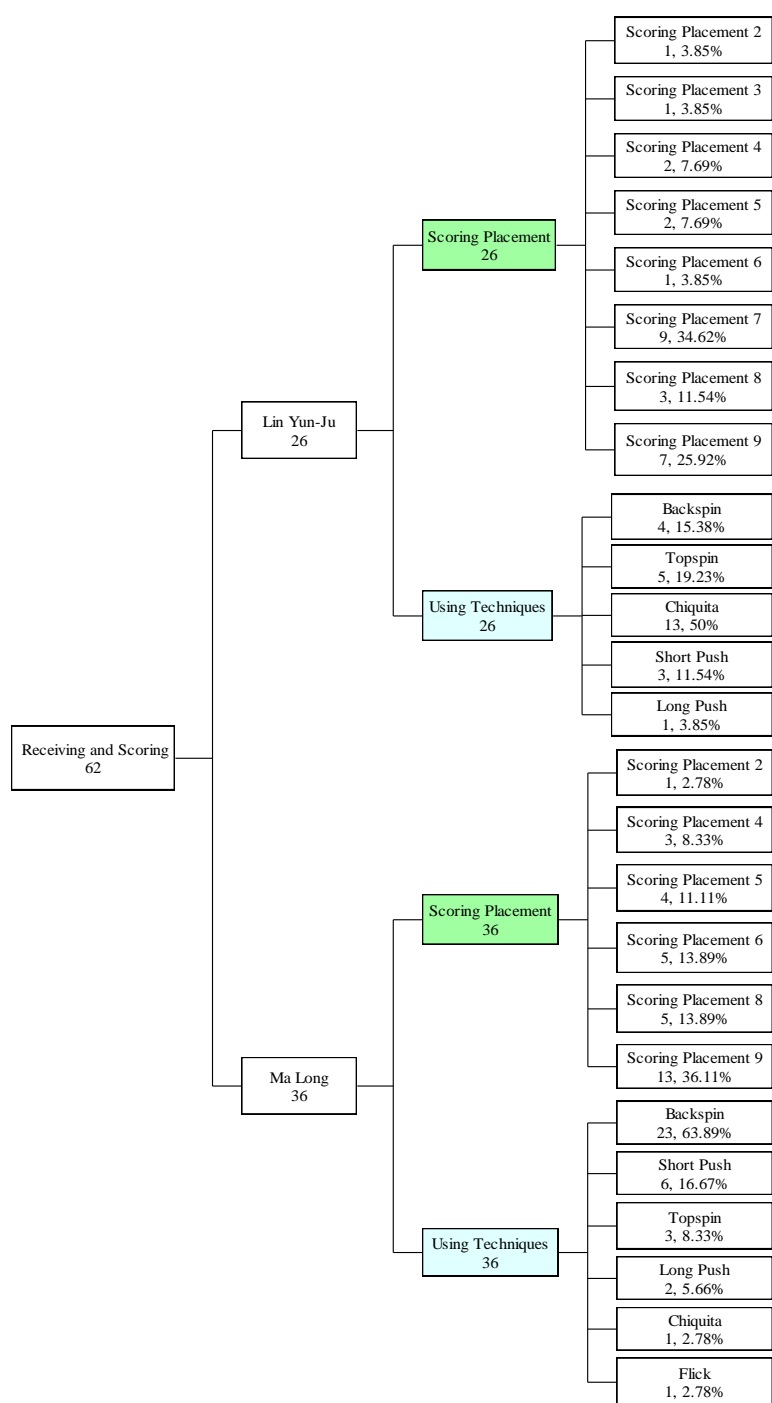 Receiving and Scoring
62
Lin Yun-Ju
26
Scoring Placement
26
Scoring Placement 2
1, 3.85%
Scoring Placement 3
1, 3.85%
Scoring Placement 4
2, 7.69%
Scoring Placement 5
2, 7.69%
Scoring Placement 6
1, 3.85%
Scoring Placement 7
9, 34.62%
Scoring Placement 8
3, 11.54%
Scoring Placement 9
7, 25.92%
Using Techniques
26
Backspin
4, 15.38%
Topspin
5, 19.23%
Chiquita
13, 50%
Short Push
3, 11.54%
Long Push
1, 3.85%
Ma Long
36
Scoring Placement
36
Scoring Placement 2
1, 2.78%
Scoring Placement 4
3, 8.33%
Scoring Placement 5
4, 11.11%
Scoring Placement 6
5, 13.89%
Scoring Placement 8
5, 13.89%
Scoring Placement 9
13, 36.11%
Using Techniques
36
Backspin
23, 63.89%
Short Push
6, 16.67%
Topspin
3, 8.33%
Long Push
2, 5.66%
Chiquita
1, 2.78%
Flick
1, 2.78%